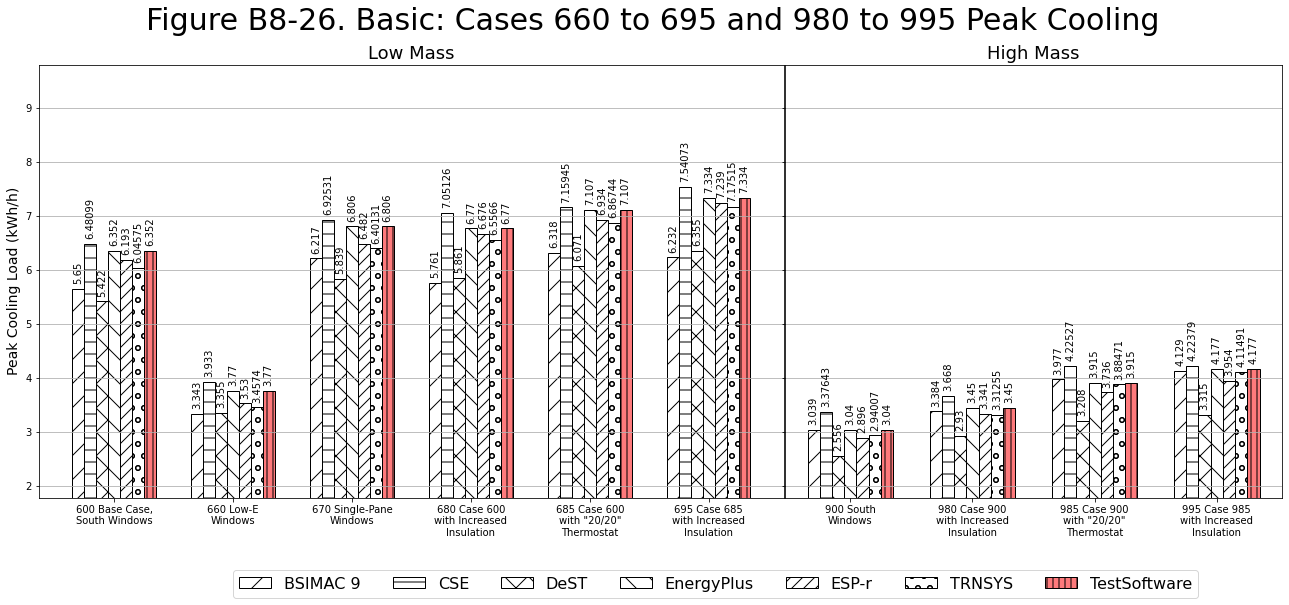 Figure B8-26. Basic: Cases 660 to 695 and 980 to 995 Peak Cooling
Low Mass
High Mass
Peak Cooling Load (kWh/h)
9
8
7
6
5
4
3
2
5.65
6.48099
5.422
6.352
6.193
6.04575
6.352
3.343
3.933
3.355
3.77
3.53
3.4574
3.77
6.217
6.92531
5.839
6.806
6.482
6.40131
6.806
5.761
7.05126
5.861
6.77
6.676
6.5566
6.77
6.318
7.15945
6.071
7.107
6.934
6.86744
7.107
6.232
7.54073
6.355
7.334
7.239
7.17515
7.334
3.039
3.37643
2.556
3.04
2.896
2.94007
3.04
3.384
3.668
2.93
3.45
3.341
3.31255
3.45
3.977
4.22527
3.208
3.915
3.736
3.88471
3.915
4.129
4.22379
3.315
4.177
3.954
4.11491
4.177
600 Base Case,
South Windows
660 Low-E
Windows
670 Single-Pane
Windows
680 Case 600
with Increased
Insulation
685 Case 600
with "20/20"
Thermostat
695 Case 685
with Increased
Insulation
900 South
Windows
980 Case 900
with Increased
Insulation
985 Case 900
with "20/20"
Thermostat
995 Case 985
with Increased
Insulation
BSIMAC 9
CSE
DeST
EnergyPlus
ESP-r
TRNSYS
TestSoftware